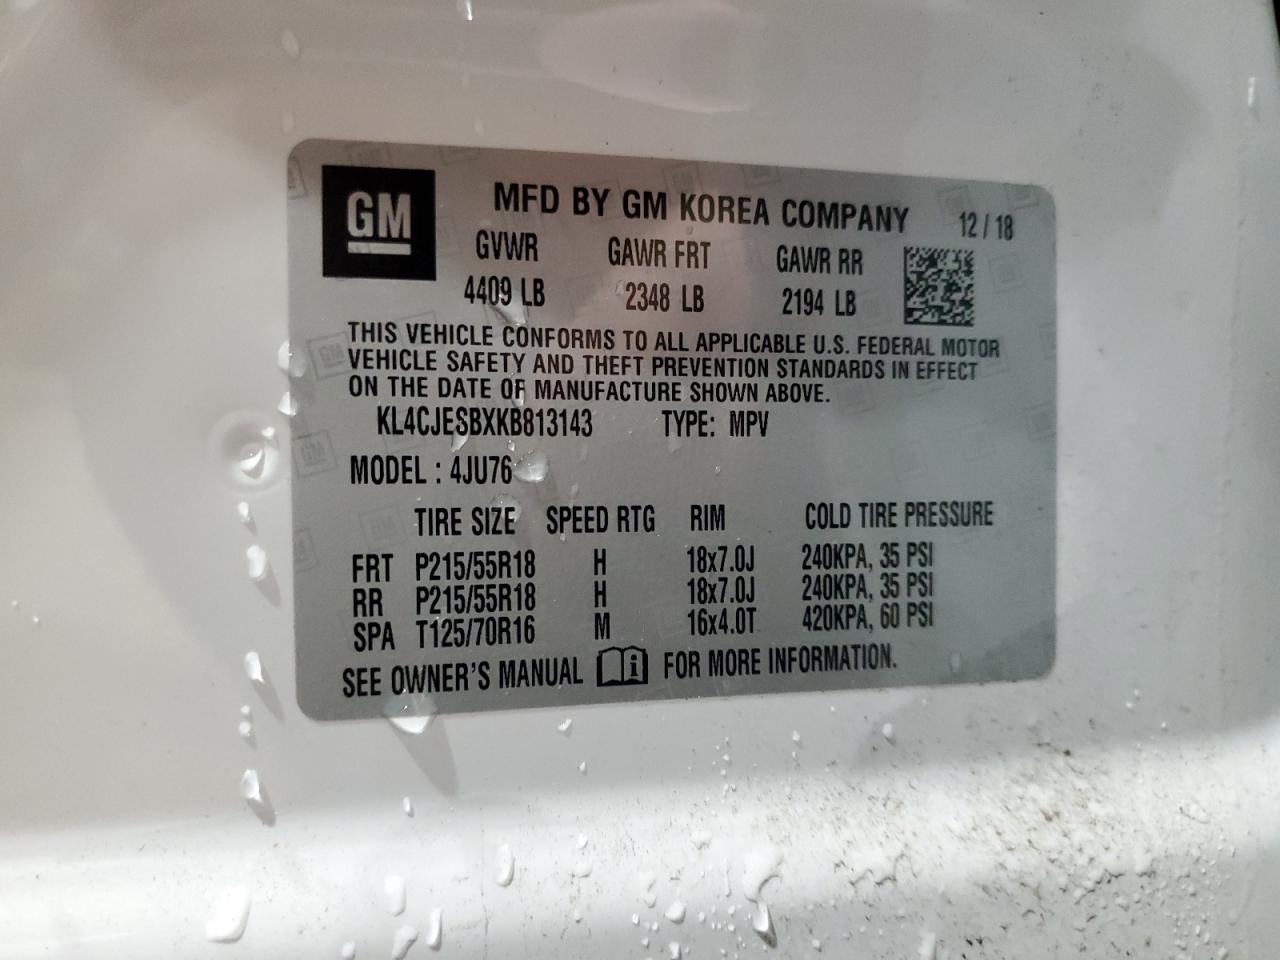 GM
MFD BY GM KOREA COMPANY 12 / 18
GVWR GAWR FRT GAWR RR
4409 LB 2348 LB 2194 LB
THIS VEHICLE CONFORMS TO ALL APPLICABLE U.S. FEDERAL MOTOR
VEHICLE SAFETY AND THEFT PREVENTION STANDARDS IN EFFECT
ON THE DATE OF MANUFACTURE SHOWN ABOVE.
KL4CJESBXKB813143 TYPE: MPV
MODEL : 4JU76
TIRE SIZE SPEED RTG RIM COLD TIRE PRESSURE
FRT P215/55R18 H 18x7.0J 240KPA, 35 PSI
RR P215/55R18 H 18x7.0J 240KPA, 35 PSI
SPA T125/70R16 M 16x4.0T 420KPA, 60 PSI
SEE OWNER'S MANUAL FOR MORE INFORMATION.